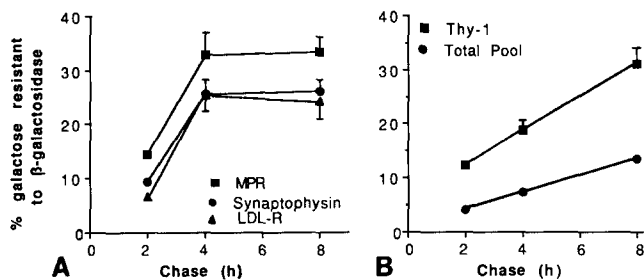 % galactose resistant
to β-galactosidase
40
30
20
10
0
0 2 4 6 8
MPR
Synaptophysin
LDL-R
A
Chase (h)
40
30
20
10
0
0 2 4 6 8
Thy-1
Total Pool
B
Chase (h)